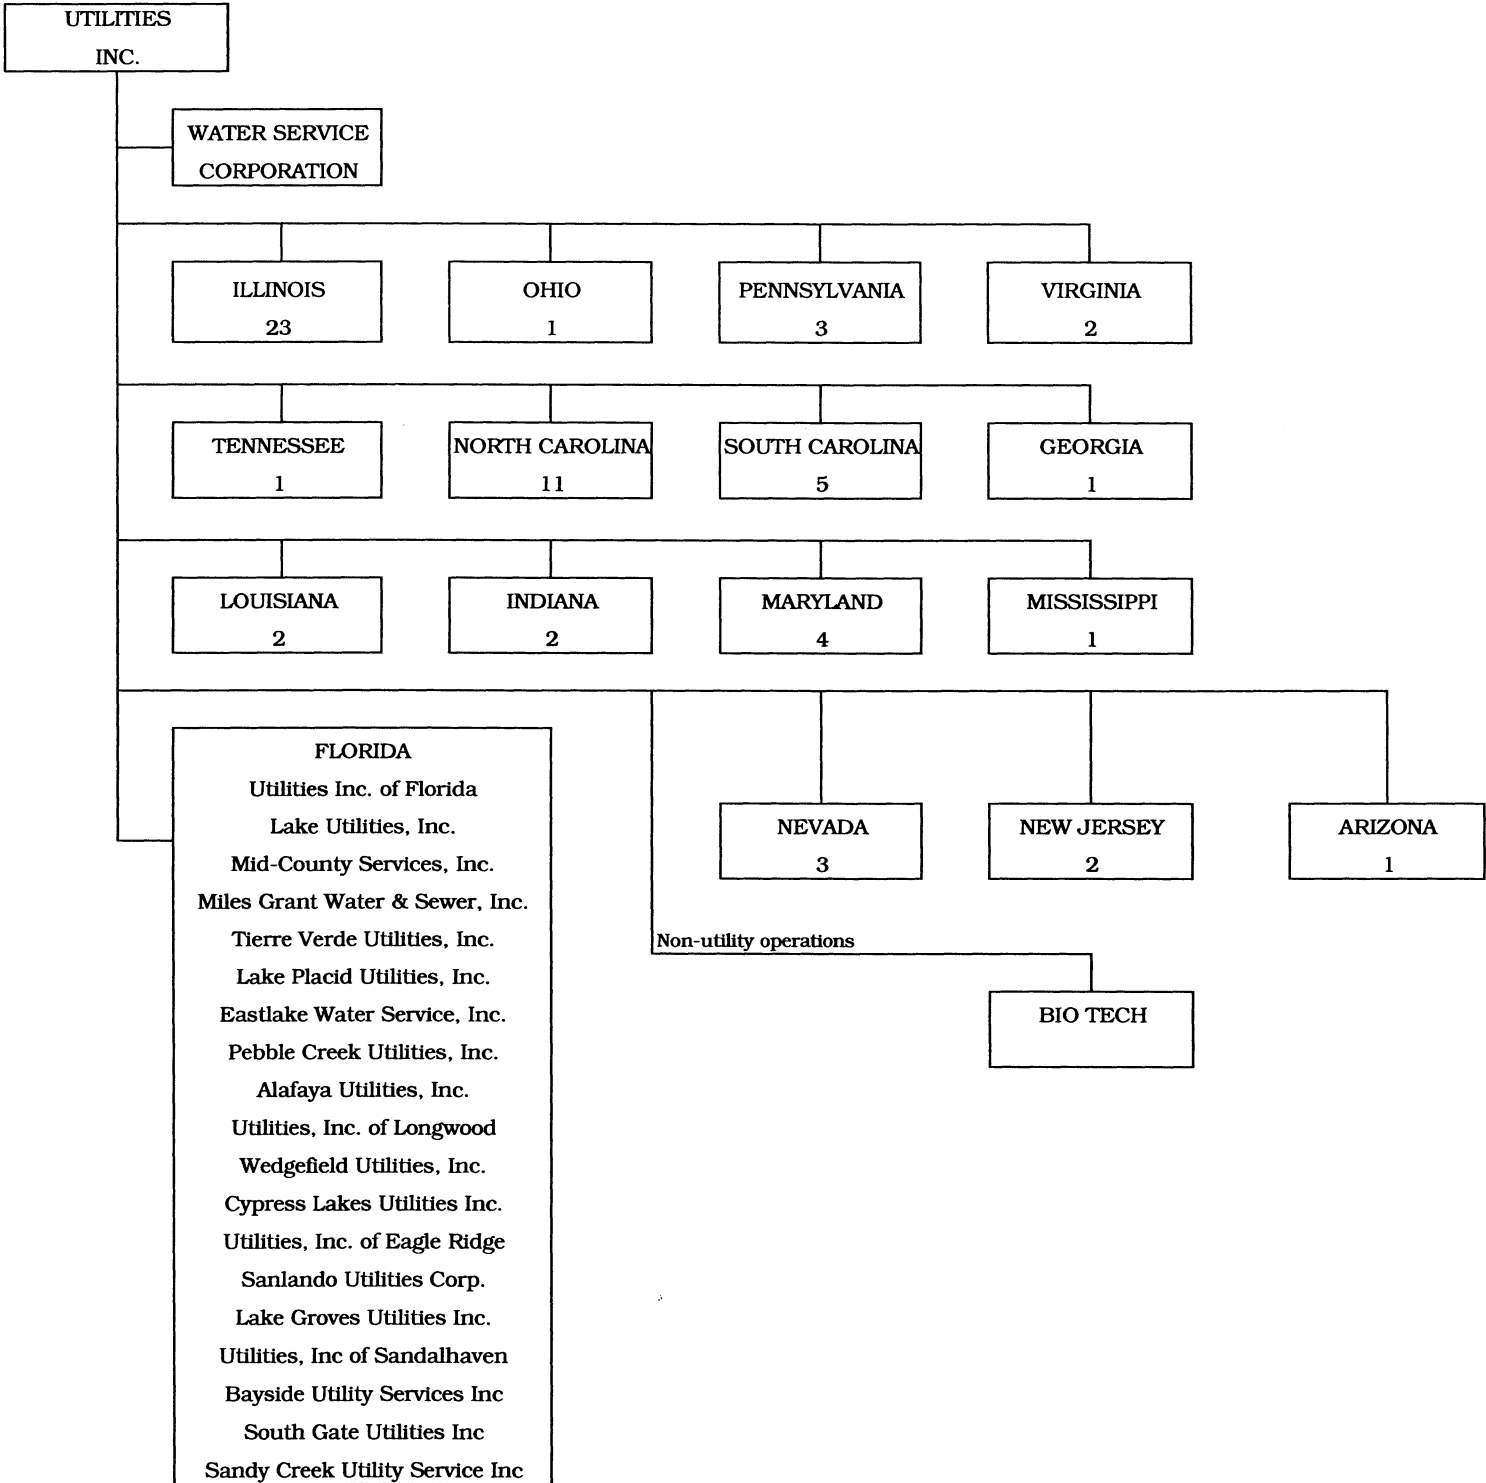 UTILITIES
INC.
WATER SERVICE
CORPORATION
ILLINOIS
23
OHIO
1
PENNSYLVANIA
3
VIRGINIA
2
TENNESSEE
1
NORTH CAROLINA
11
SOUTH CAROLINA
5
GEORGIA
1
LOUISIANA
2
INDIANA
2
MARYLAND
4
MISSISSIPPI
1
FLORIDA
Utilities Inc. of Florida
Lake Utilities, Inc.
Mid-County Services, Inc.
Miles Grant Water & Sewer, Inc.
Tierre Verde Utilities, Inc.
Lake Placid Utilities, Inc.
Eastlake Water Service, Inc.
Pebble Creek Utilities, Inc.
Alafaya Utilities, Inc.
Utilities, Inc. of Longwood
Wedgefield Utilities, Inc.
Cypress Lakes Utilities Inc.
Utilities, Inc. of Eagle Ridge
Sanlando Utilities Corp.
Lake Groves Utilities Inc.
Utilities, Inc of Sandalhaven
Bayside Utility Services Inc
South Gate Utilities Inc
Sandy Creek Utility Service Inc
NEVADA
3
NEW JERSEY
2
ARIZONA
1
Non-utility operations
BIO TECH